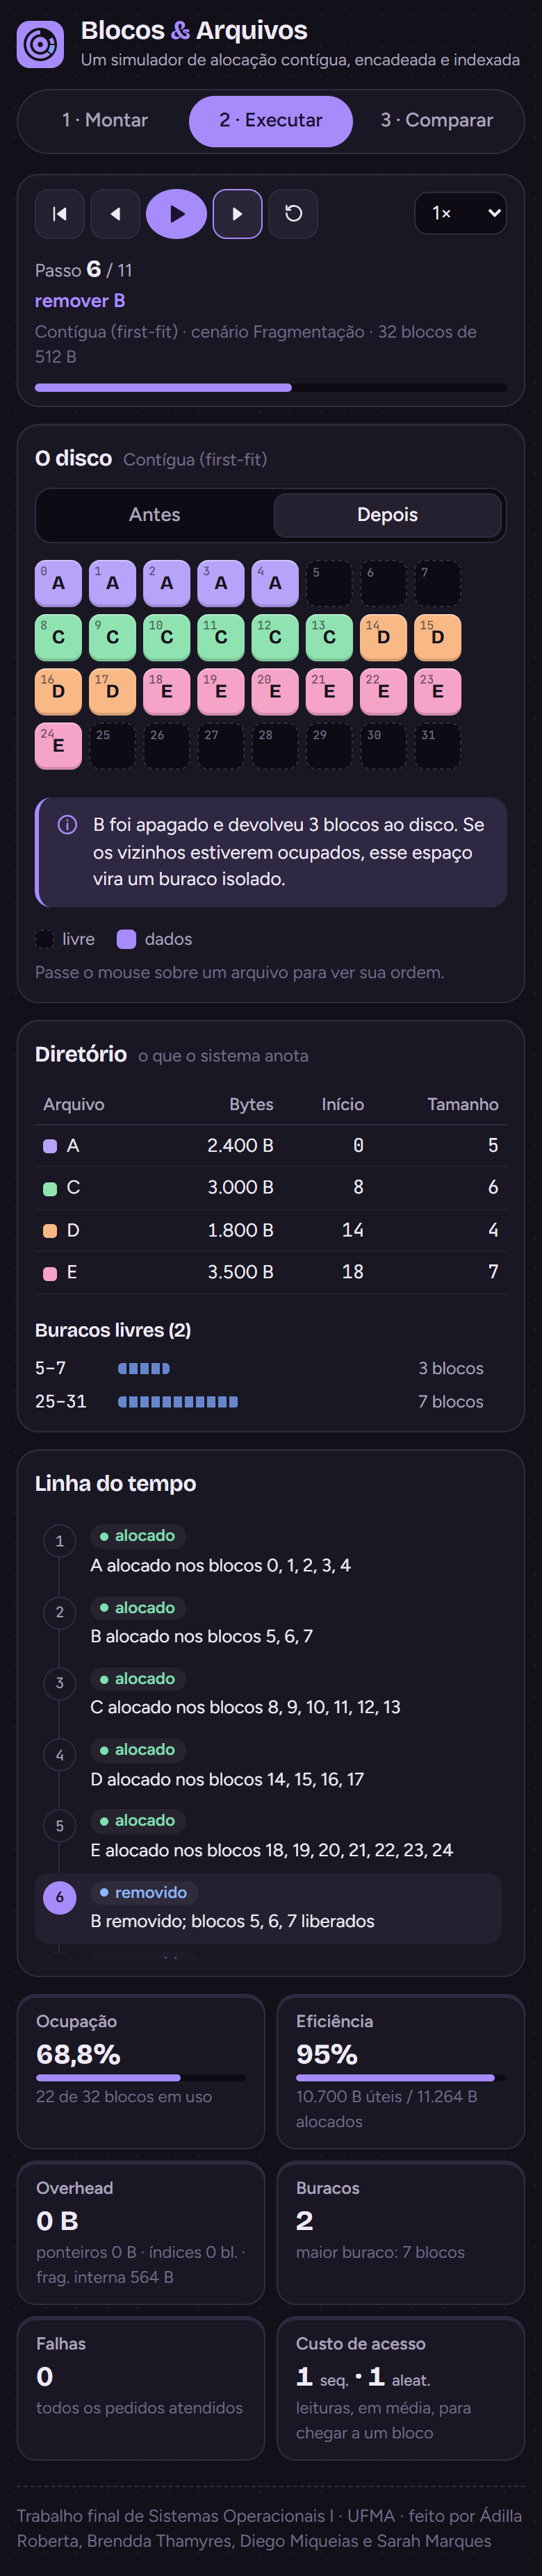 Blocos & Arquivos
Um simulador de alocação contígua, encadeada e indexada
1 · Montar
2 · Executar
3 · Comparar
1×
Passo 6 / 11
remover B
Contígua (first-fit) · cenário Fragmentação · 32 blocos de
512 B
O disco Contígua (first-fit)
Antes
Depois
0 A 1 A 2 A 3 A 4 A 5 6 7
8 C 9 C 10 C 11 C 12 C 13 C 14 D 15 D
16 D 17 D 18 E 19 E 20 E 21 E 22 E 23 E
24 E 25 26 27 28 29 30 31
B foi apagado e devolveu 3 blocos ao disco. Se
os vizinhos estiverem ocupados, esse espaço
vira um buraco isolado.
livre dados
Passe o mouse sobre um arquivo para ver sua ordem.
Diretório o que o sistema anota
Arquivo Bytes Início Tamanho
A 2.400 B 0 5
C 3.000 B 8 6
D 1.800 B 14 4
E 3.500 B 18 7
Buracos livres (2)
5–7 3 blocos
25–31 7 blocos
Linha do tempo
1 alocado
A alocado nos blocos 0, 1, 2, 3, 4
2 alocado
B alocado nos blocos 5, 6, 7
3 alocado
C alocado nos blocos 8, 9, 10, 11, 12, 13
4 alocado
D alocado nos blocos 14, 15, 16, 17
5 alocado
E alocado nos blocos 18, 19, 20, 21, 22, 23, 24
6 removido
B removido; blocos 5, 6, 7 liberados
Ocupação
68,8%
22 de 32 blocos em uso
Eficiência
95%
10.700 B úteis / 11.264 B
alocados
Overhead
0 B
ponteiros 0 B · índices 0 bl. ·
frag. interna 564 B
Buracos
2
maior buraco: 7 blocos
Falhas
0
todos os pedidos atendidos
Custo de acesso
1 seq. · 1 aleat.
leituras, em média, para
chegar a um bloco
Trabalho final de Sistemas Operacionais I · UFMA · feito por Ádilla
Roberta, Brendda Thamyres, Diego Miqueias e Sarah Marques